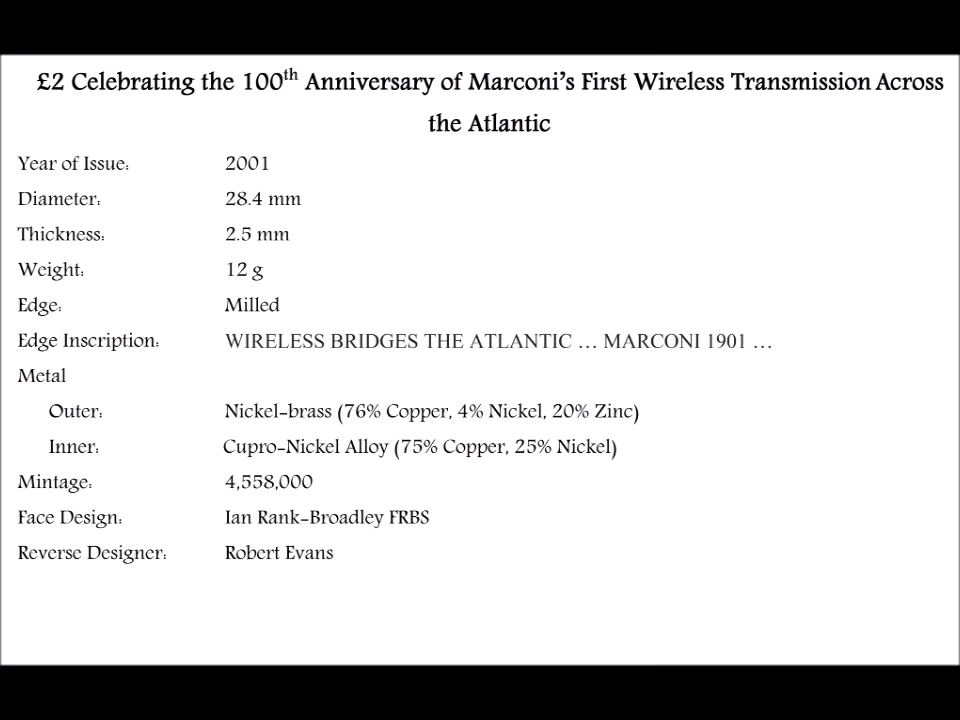 £2 Celebrating the 100th Anniversary of Marconi's First Wireless Transmission Across
the Atlantic
Year of Issue: 2001
Diameter: 28.4 mm
Thickness: 2.5 mm
Weight: 12 g
Edge: Milled
Edge Inscription: WIRELESS BRIDGES THE ATLANTIC … MARCONI 1901 …
Metal
Outer: Nickel-brass (76% Copper, 4% Nickel, 20% Zinc)
Inner: Cupro-Nickel Alloy (75% Copper, 25% Nickel)
Mintage: 4,558,000
Face Design: Ian Rank-Broadley FRBS
Reverse Designer: Robert Evans